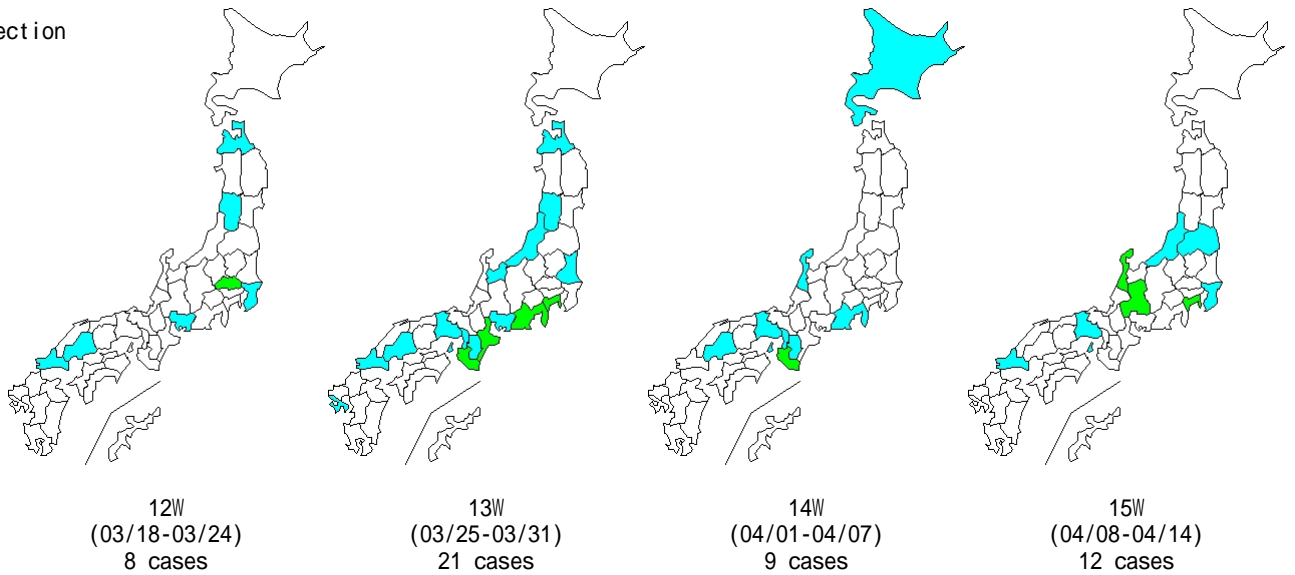 ection
12W
(03/18-03/24)
8 cases
13W
(03/25-03/31)
21 cases
14W
(04/01-04/07)
9 cases
15W
(04/08-04/14)
12 cases